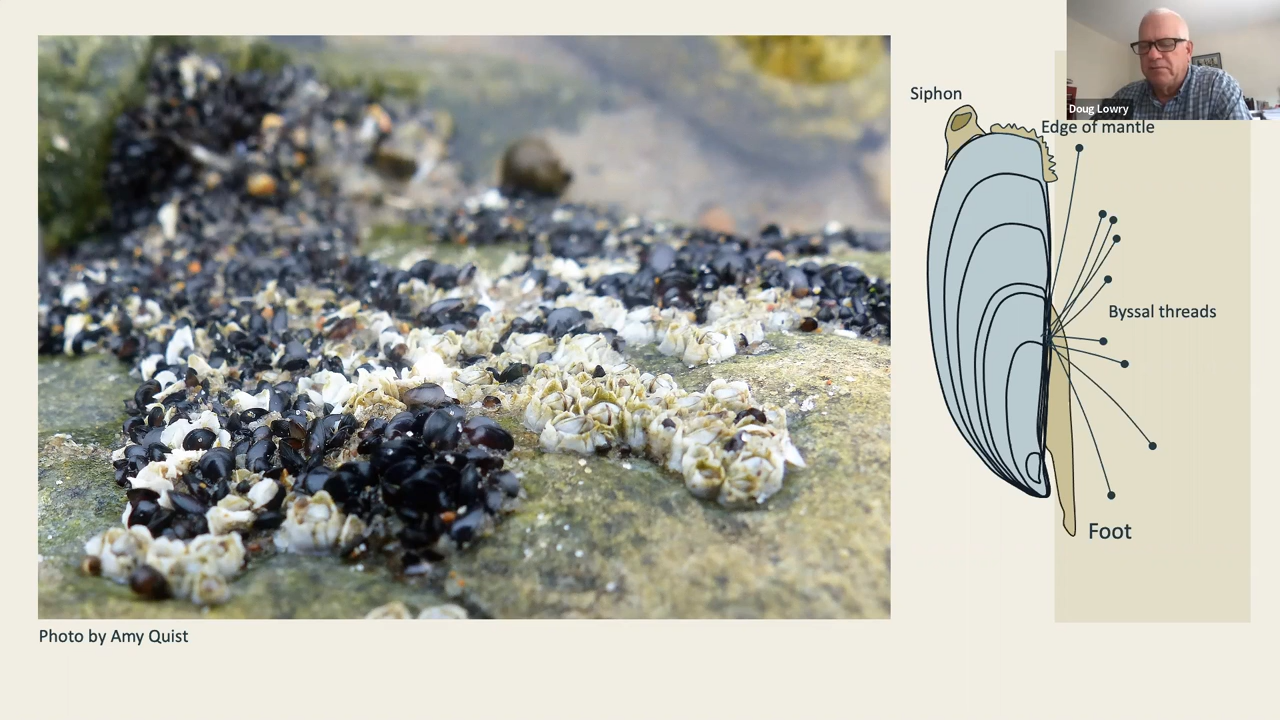 Siphon
Doug Lowry
Edge of mantle
Byssal threads
Foot
Photo by Amy Quist